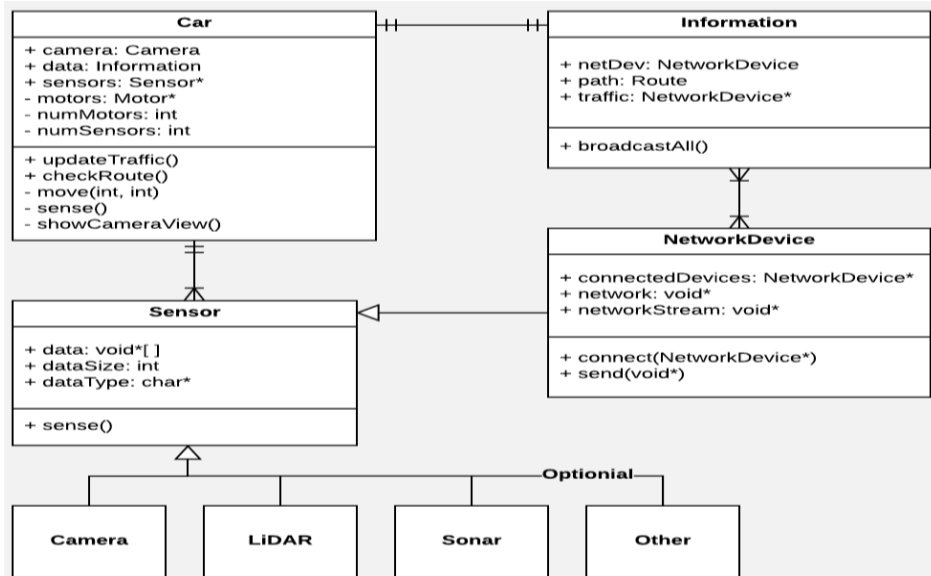 Car
+ camera: Camera
+ data: Information
+ sensors: Sensor*
- motors: Motor*
- numMotors: int
- numSensors: int
+ updateTraffic()
+ checkRoute()
- move(int, int)
- sense()
- showCameraView()
Information
+ netDev: NetworkDevice
+ path: Route
+ traffic: NetworkDevice*
+ broadcastAll()
NetworkDevice
+ connectedDevices: NetworkDevice*
+ network: void*
+ networkStream: void*
+ connect(NetworkDevice*)
+ send(void*)
Sensor
+ data: void*[ ]
+ dataSize: int
+ dataType: char*
+ sense()
Optionial
Camera
LiDAR
Sonar
Other